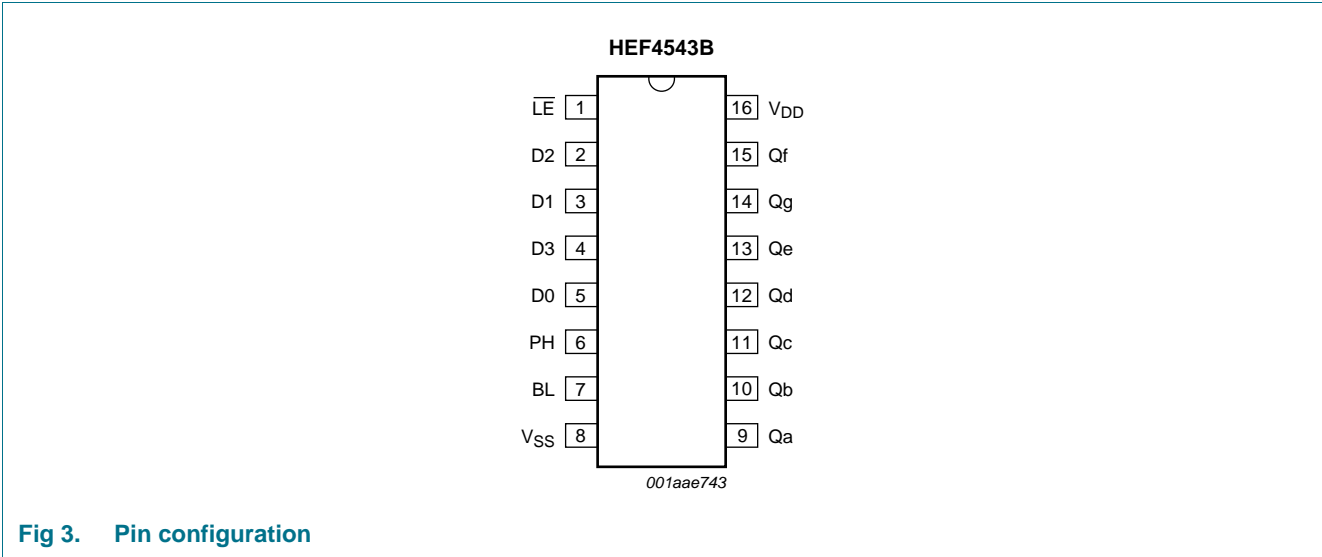 HEF4543B
L̅E̅ 1 16 VDD
D2 2 15 Qf
D1 3 14 Qg
D3 4 13 Qe
D0 5 12 Qd
PH 6 11 Qc
BL 7 10 Qb
VSS 8 9 Qa
001aae743
Fig 3. Pin configuration